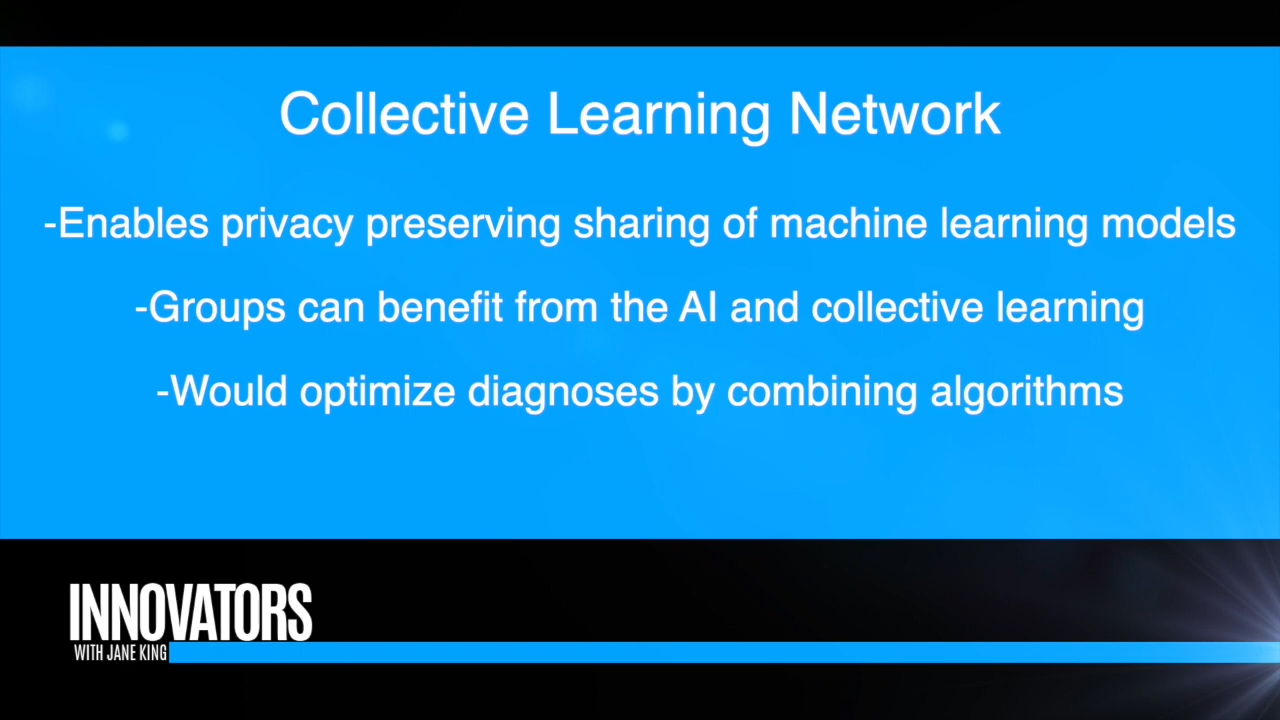 Collective Learning Network
-Enables privacy preserving sharing of machine learning models
-Groups can benefit from the AI and collective learning
-Would optimize diagnoses by combining algorithms
INNOVATORS
WITH JANE KING